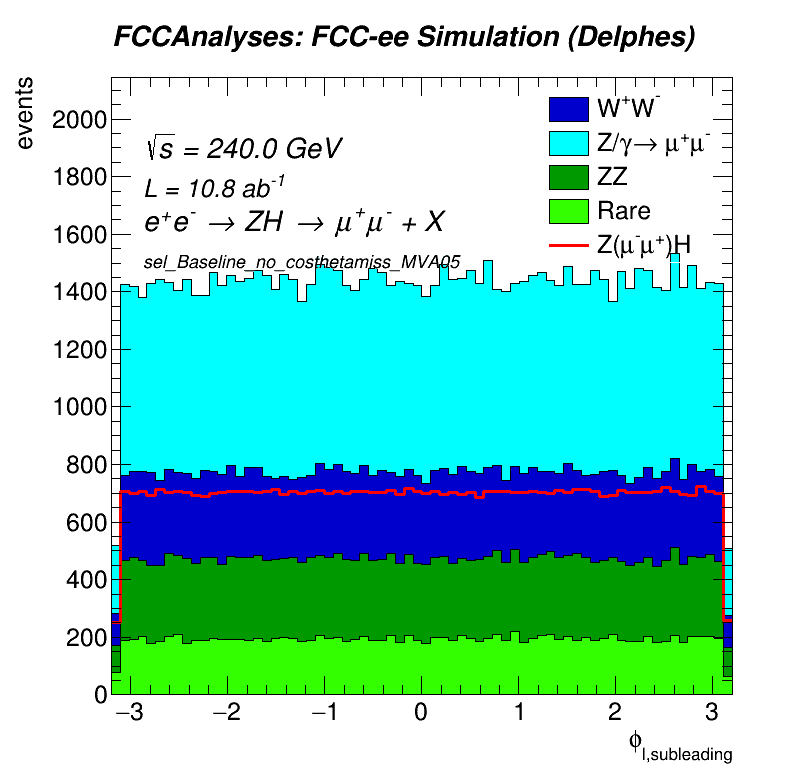 FCCAnalyses: FCC-ee Simulation (Delphes)
events
2000
1800
1600
1400
1200
1000
800
600
400
200
0
√s = 240.0 GeV
L = 10.8 ab⁻¹
e⁺e⁻ → ZH → μ⁺μ⁻ + X
sel_Baseline_no_costhetamiss_MVA05
W⁺W⁻
Z/γ→ μ⁺μ⁻
ZZ
Rare
Z(μ⁻μ⁺)H
−3 −2 −1 0 1 2 3
ϕl,subleading